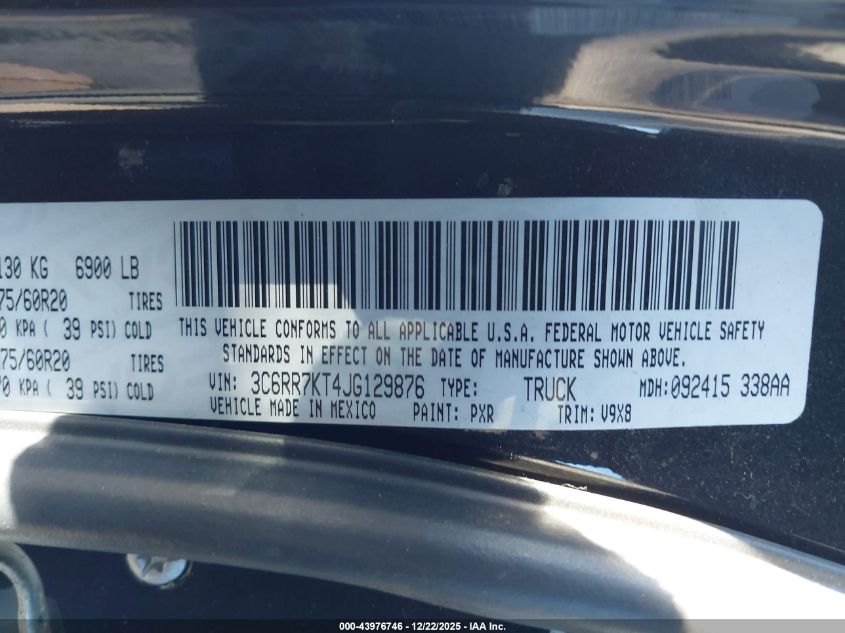 130 KG 6900 LB
75/60R20 TIRES
0 KPA ( 39 PSI) COLD
75/60R20 TIRES
70 KPA ( 39 PSI) COLD
THIS VEHICLE CONFORMS TO ALL APPLICABLE U.S.A. FEDERAL MOTOR VEHICLE SAFETY
STANDARDS IN EFFECT ON THE DATE OF MANUFACTURE SHOWN ABOVE.
VIN: 3C6RR7KT4JG129876 TYPE: TRUCK MDH:092415 338AA
VEHICLE MADE IN MEXICO PAINT: PXR TRIM: V9X8
000-43976746 - 12/22/2025 - IAA Inc.